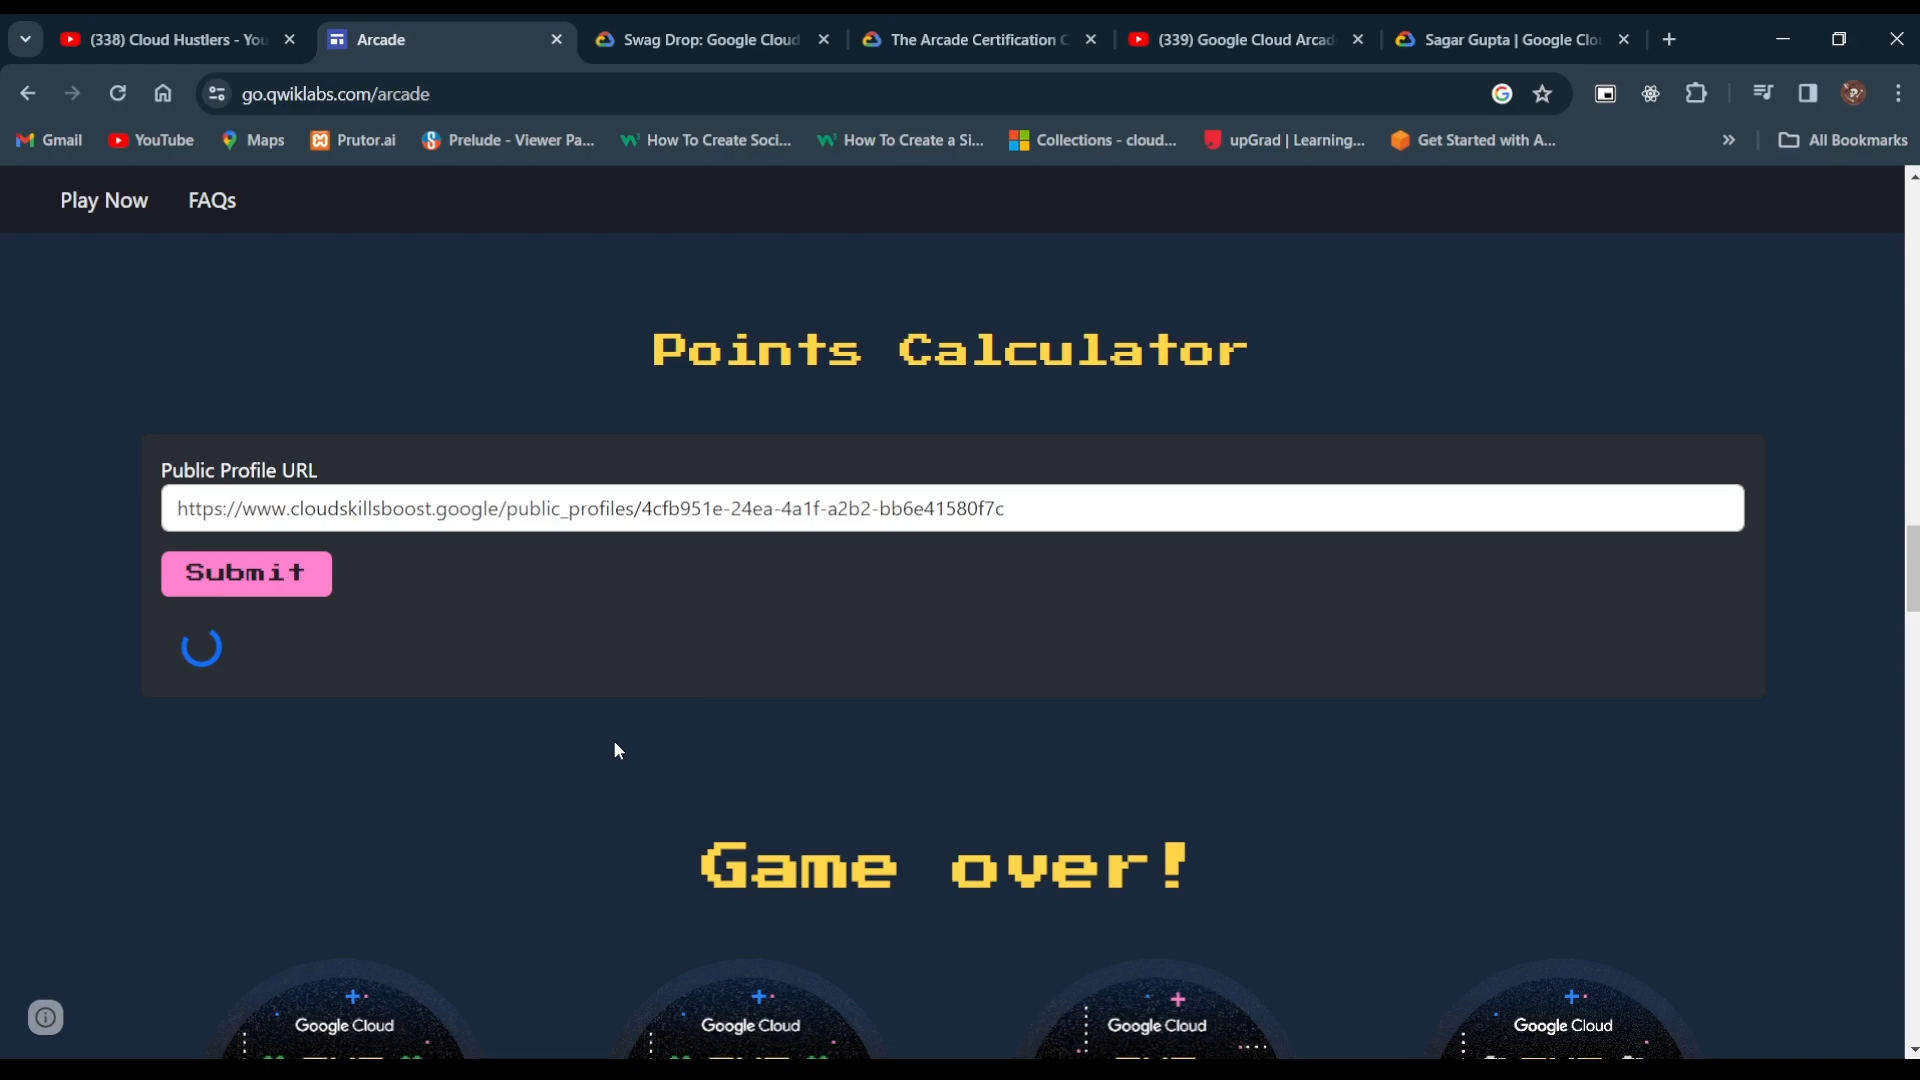 (338) Cloud Hustlers - You
Arcade
Swag Drop: Google Cloud
The Arcade Certification C
(339) Google Cloud Arcad
Sagar Gupta | Google Clo
go.qwiklabs.com/arcade
Gmail
YouTube
Maps
Prutor.ai
Prelude - Viewer Pa...
How To Create Soci...
How To Create a Si...
Collections - cloud...
upGrad | Learning...
Get Started with A...
All Bookmarks
Play Now
FAQs
Points Calculator
Public Profile URL
https://www.cloudskillsboost.google/public_profiles/4cfb951e-24ea-4a1f-a2b2-bb6e41580f7c
Submit
Game over!
Google Cloud
Google Cloud
Google Cloud
Google Cloud